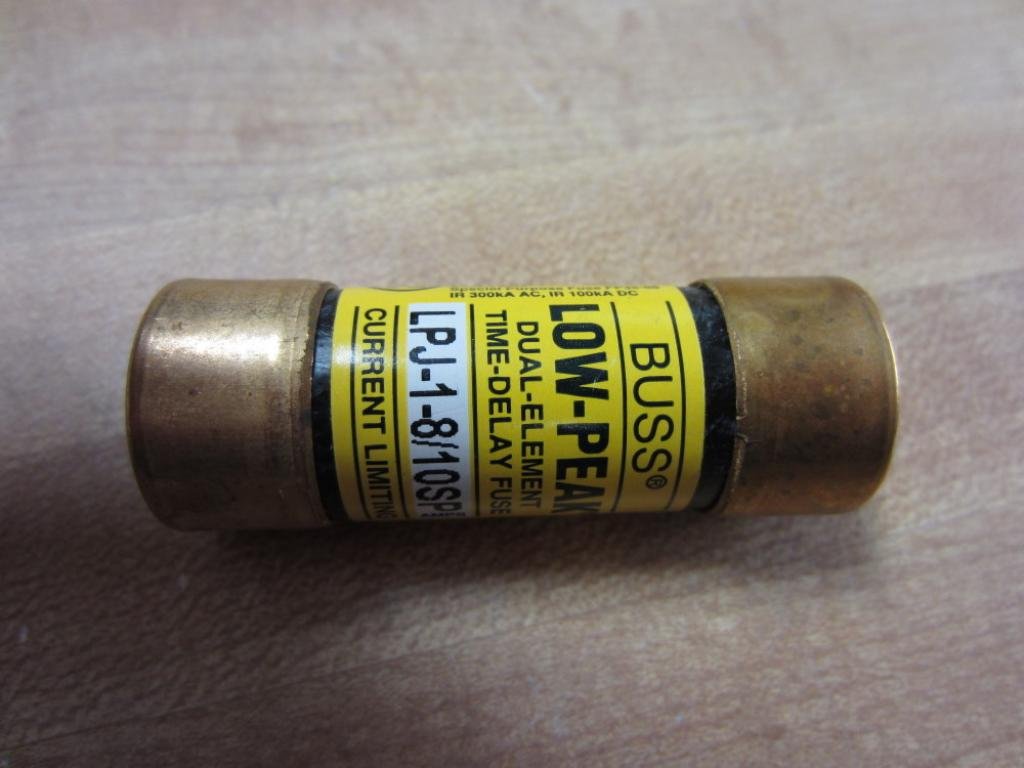 BUSS®
LOW-PEAK
DUAL-ELEMENT
TIME-DELAY FUSE
LPJ-1-8/10SP
AMPS
CURRENT LIMITING
Special Purpose Fuse
IR 300kA AC, IR 100kA DC